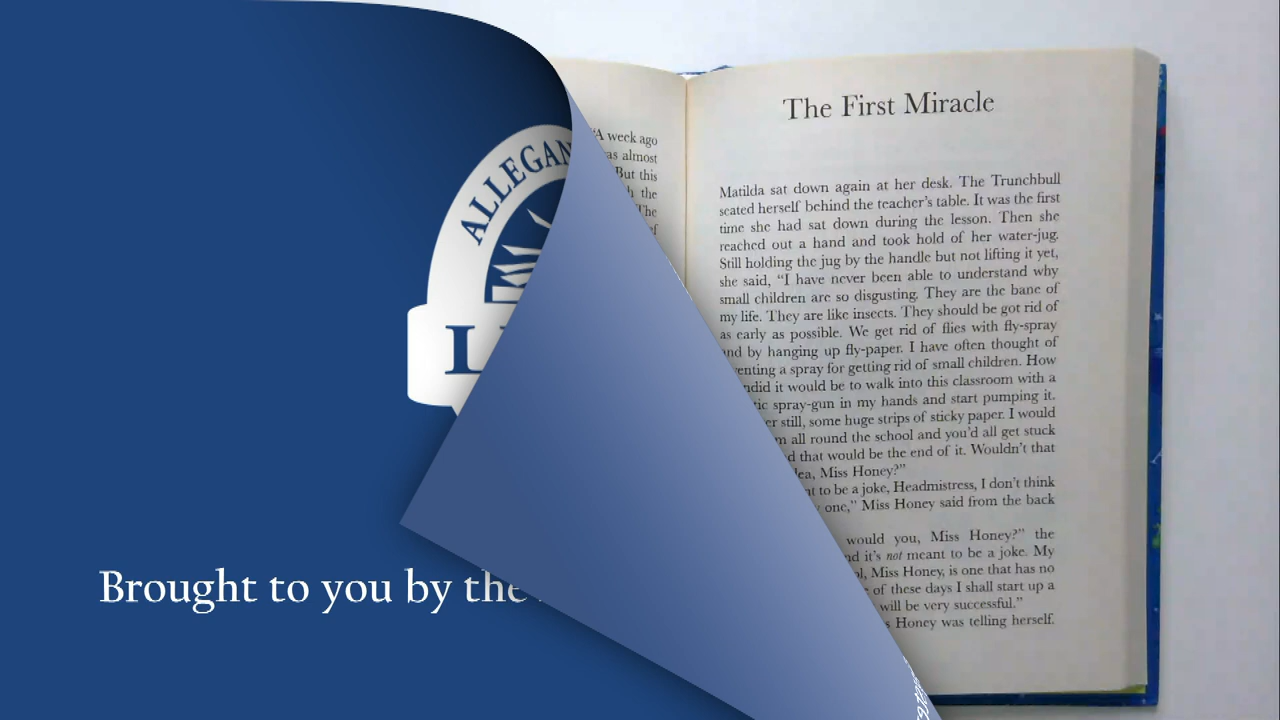 ALLEGAN
Brought to you by the
"A week ago
as almost
But this
the
The
The First Miracle
Matilda sat down again at her desk. The Trunchbull
seated herself behind the teacher's table. It was the first
time she had sat down during the lesson. Then she
reached out a hand and took hold of her water-jug.
Still holding the jug by the handle but not lifting it yet,
she said, "I have never been able to understand why
small children are so disgusting. They are the bane of
my life. They are like insects. They should be got rid of
as early as possible. We get rid of flies with fly-spray
and by hanging up fly-paper. I have often thought of
enting a spray for getting rid of small children. How
ndid it would be to walk into this classroom with a
tic spray-gun in my hands and start pumping it.
er still, some huge strips of sticky paper. I would
m all round the school and you'd all get stuck
d that would be the end of it. Wouldn't that
ea, Miss Honey?"
nt to be a joke, Headmistress, I don't think
one," Miss Honey said from the back
would you, Miss Honey?" the
nd it's not meant to be a joke. My
ol, Miss Honey, is one that has no
of these days I shall start up a
will be very successful."
s Honey was telling herself.